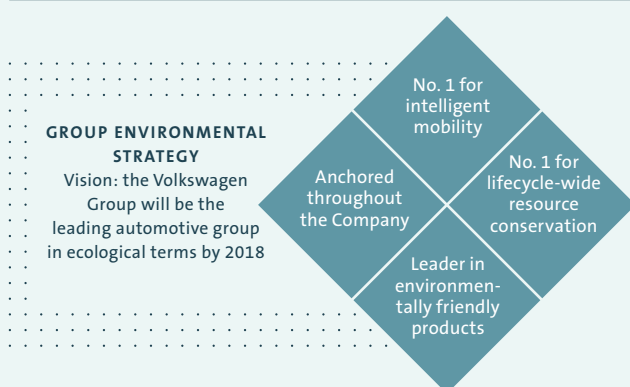 GROUP ENVIRONMENTAL
STRATEGY
Vision: the Volkswagen
Group will be the
leading automotive group
in ecological terms by 2018
No. 1 for
intelligent
mobility
Anchored
throughout
the Company
No. 1 for
lifecycle-wide
resource
conservation
Leader in
environmen-
tally friendly
products